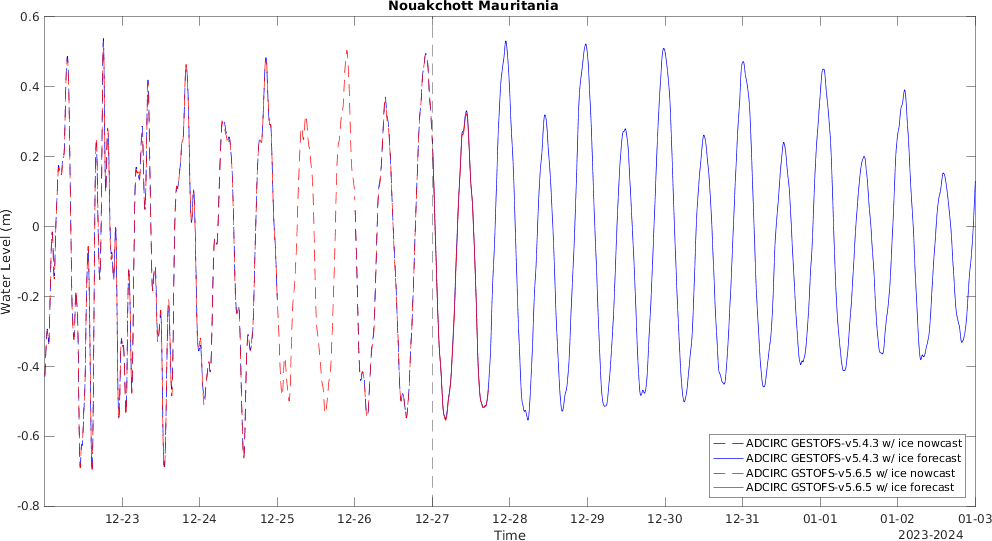 Nouakchott Mauritania
0.6
0.4
0.2
0
-0.2
-0.4
-0.6
-0.8
Water Level (m)
12-23 12-24 12-25 12-26 12-27 12-28 12-29 12-30 12-31 01-01 01-02 01-03
Time
2023-2024
ADCIRC GESTOFS-v5.4.3 w/ ice nowcast
ADCIRC GESTOFS-v5.4.3 w/ ice forecast
ADCIRC GSTOFS-v5.6.5 w/ ice nowcast
ADCIRC GSTOFS-v5.6.5 w/ ice forecast